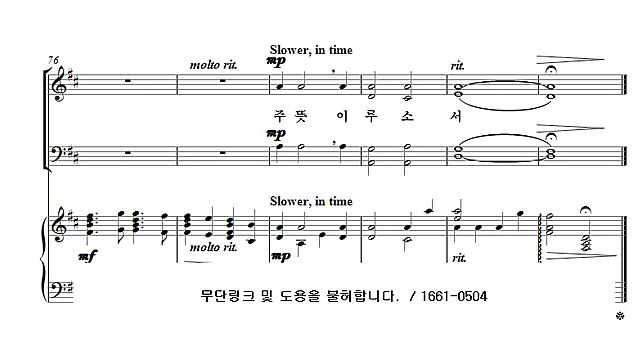 Slower, in time
76
molto rit.
mp
rit.
주 뜻 이 루 소 서
mp
Slower, in time
mf
molto rit.
mp
rit.
무단링크 및 도용을 불허합니다. / 1661-0504